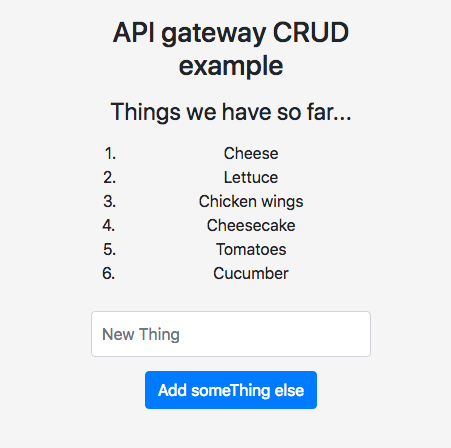 API gateway CRUD
example
Things we have so far...
1. Cheese
2. Lettuce
3. Chicken wings
4. Cheesecake
5. Tomatoes
6. Cucumber
New Thing
Add someThing else